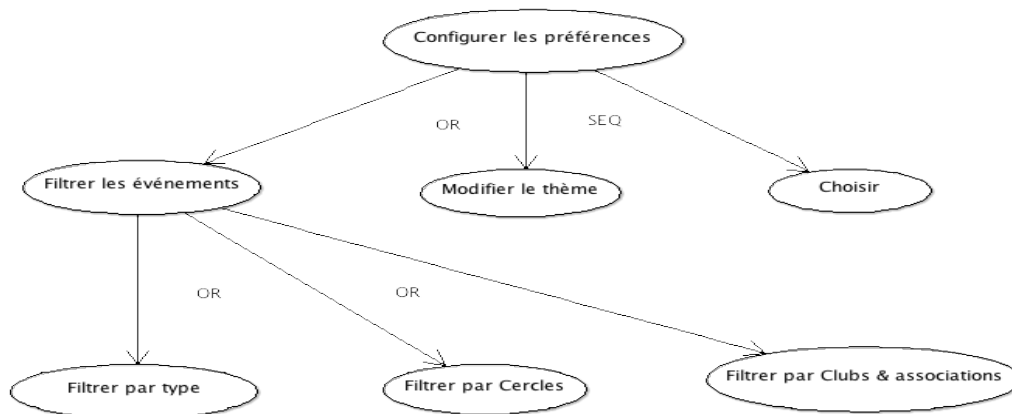 Configurer les préférences
OR
SEQ
Filtrer les événements
Modifier le thème
Choisir
OR
OR
Filtrer par type
Filtrer par Cercles
Filtrer par Clubs & associations